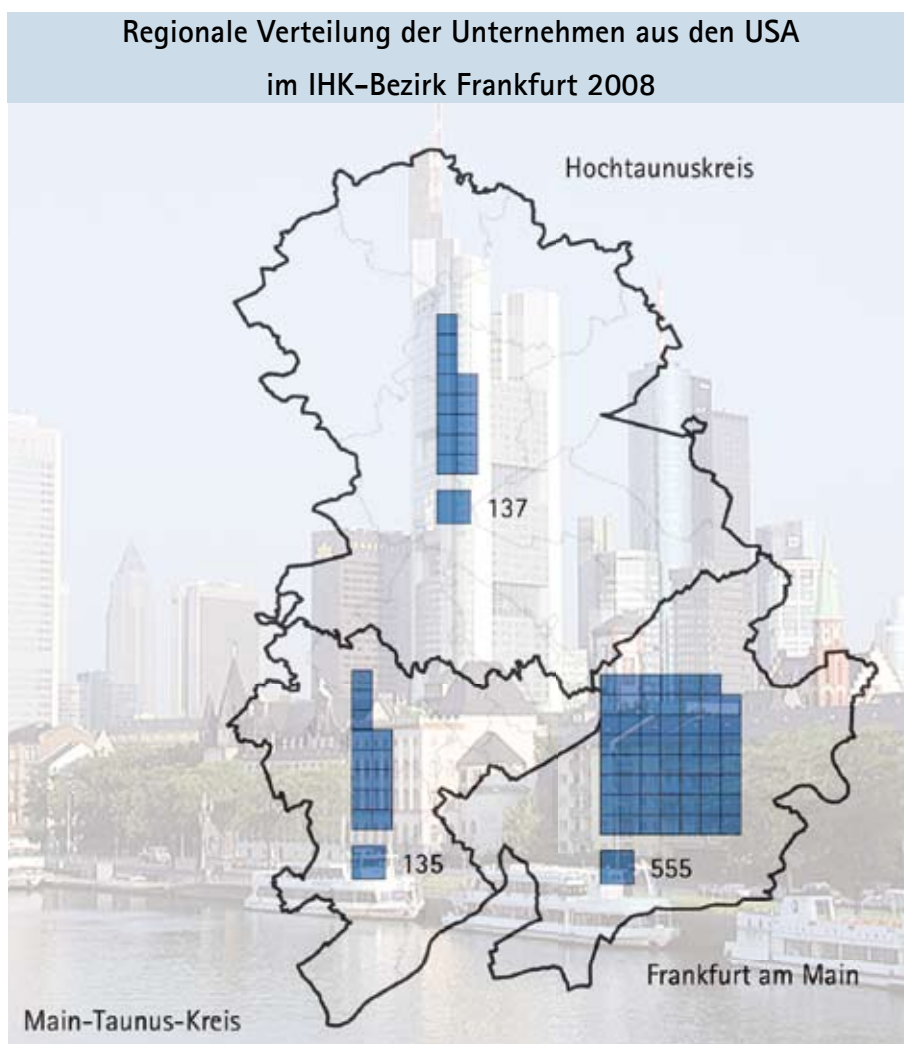 Regionale Verteilung der Unternehmen aus den USA
im IHK-Bezirk Frankfurt 2008
Hochtaunuskreis
137
135
555
Frankfurt am Main
Main-Taunus-Kreis